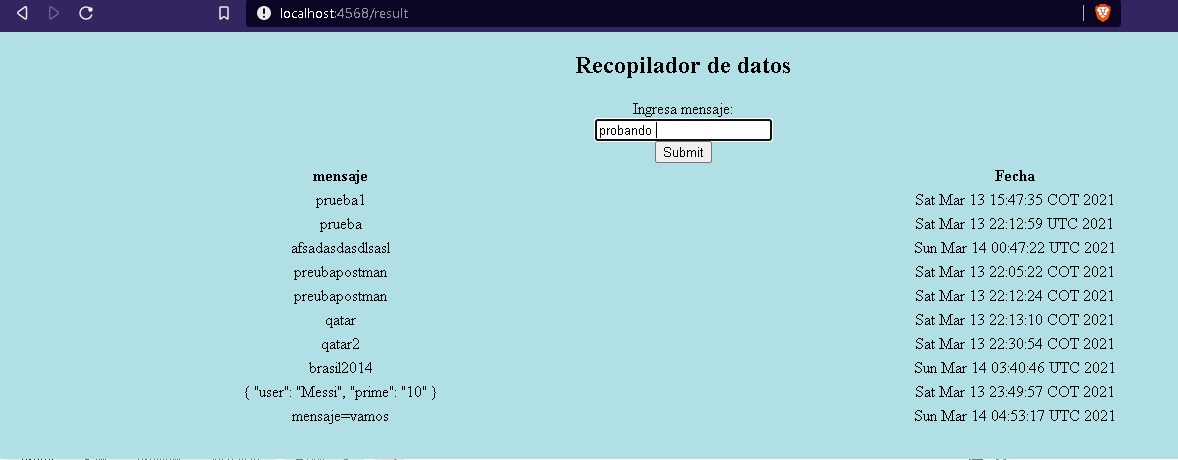 localhost:4568/result
Recopilador de datos
Ingresa mensaje:
probando
Submit
mensaje Fecha
prueba1 Sat Mar 13 15:47:35 COT 2021
prueba Sat Mar 13 22:12:59 UTC 2021
afsadasdasdlsasl Sun Mar 14 00:47:22 UTC 2021
preubapostman Sat Mar 13 22:05:22 COT 2021
preubapostman Sat Mar 13 22:12:24 COT 2021
qatar Sat Mar 13 22:13:10 COT 2021
qatar2 Sat Mar 13 22:30:54 COT 2021
brasil2014 Sun Mar 14 03:40:46 UTC 2021
{ "user": "Messi", "prime": "10" } Sat Mar 13 23:49:57 COT 2021
mensaje=vamos Sun Mar 14 04:53:17 UTC 2021